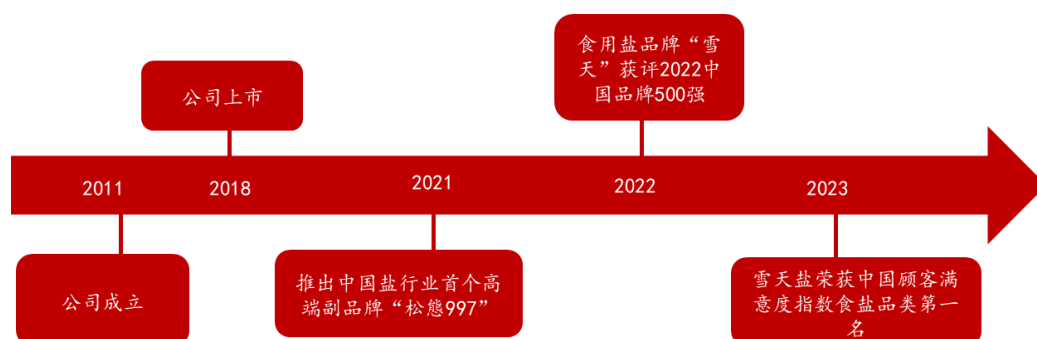 食用盐品牌“雪
天”获评2022中
国品牌500强
公司上市
2011
2018
2021
2022
2023
公司成立
推出中国盐行业首个高
端副品牌“松態997”
雪天盐荣获中国顾客满
意度指数食盐品类第一
名